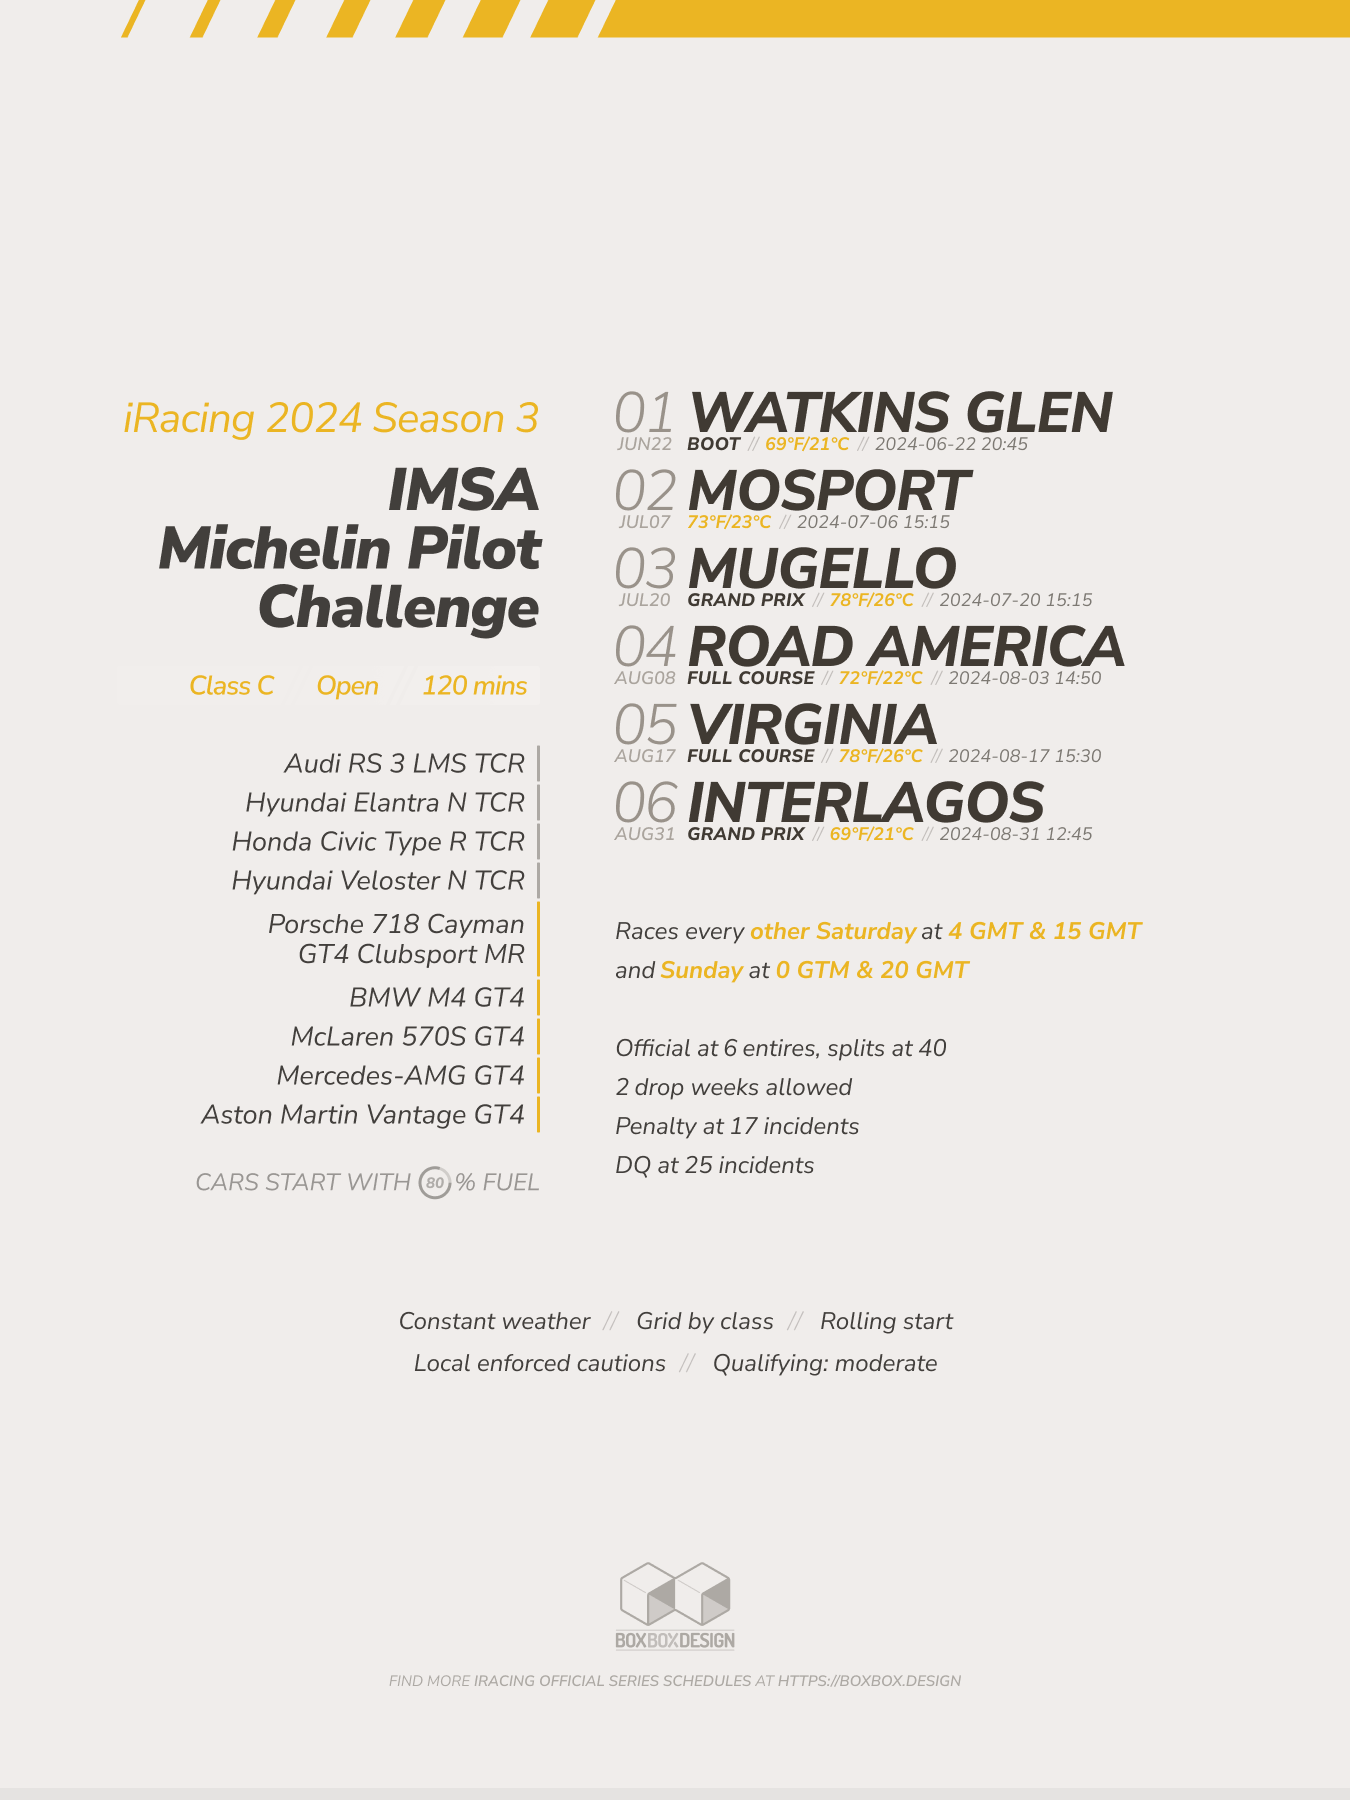 iRacing 2024 Season 3
IMSA
Michelin Pilot
Challenge
Class C Open 120 mins
Audi RS 3 LMS TCR
Hyundai Elantra N TCR
Honda Civic Type R TCR
Hyundai Veloster N TCR
Porsche 718 Cayman
GT4 Clubsport MR
BMW M4 GT4
McLaren 570S GT4
Mercedes-AMG GT4
Aston Martin Vantage GT4
CARS START WITH 80 % FUEL
01 WATKINS GLEN
JUN22 BOOT // 69°F/21°C // 2024-06-22 20:45
02 MOSPORT
JUL07 73°F/23°C // 2024-07-06 15:15
03 MUGELLO
JUL20 GRAND PRIX // 78°F/26°C // 2024-07-20 15:15
04 ROAD AMERICA
AUG08 FULL COURSE // 72°F/22°C // 2024-08-03 14:50
05 VIRGINIA
AUG17 FULL COURSE // 78°F/26°C // 2024-08-17 15:30
06 INTERLAGOS
AUG31 GRAND PRIX // 69°F/21°C // 2024-08-31 12:45
Races every other Saturday at 4 GMT & 15 GMT
and Sunday at 0 GTM & 20 GMT
Official at 6 entires, splits at 40
2 drop weeks allowed
Penalty at 17 incidents
DQ at 25 incidents
Constant weather // Grid by class // Rolling start
Local enforced cautions // Qualifying: moderate
BOXBOXDESIGN
FIND MORE IRACING OFFICIAL SERIES SCHEDULES AT HTTPS://BOXBOX.DESIGN